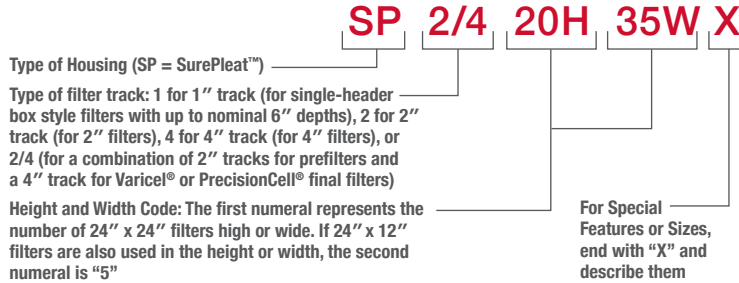 SP 2/4 20H 35W X
Type of Housing (SP = SurePleat™)
Type of filter track: 1 for 1″ track (for single-header
box style filters with up to nominal 6″ depths), 2 for 2″
track (for 2″ filters), 4 for 4″ track (for 4″ filters), or
2/4 (for a combination of 2″ tracks for prefilters and
a 4″ track for Varicel® or PrecisionCell® final filters)
Height and Width Code: The first numeral represents the
number of 24″ x 24″ filters high or wide. If 24″ x 12″
filters are also used in the height or width, the second
numeral is “5”
For Special
Features or Sizes,
end with “X” and
describe them